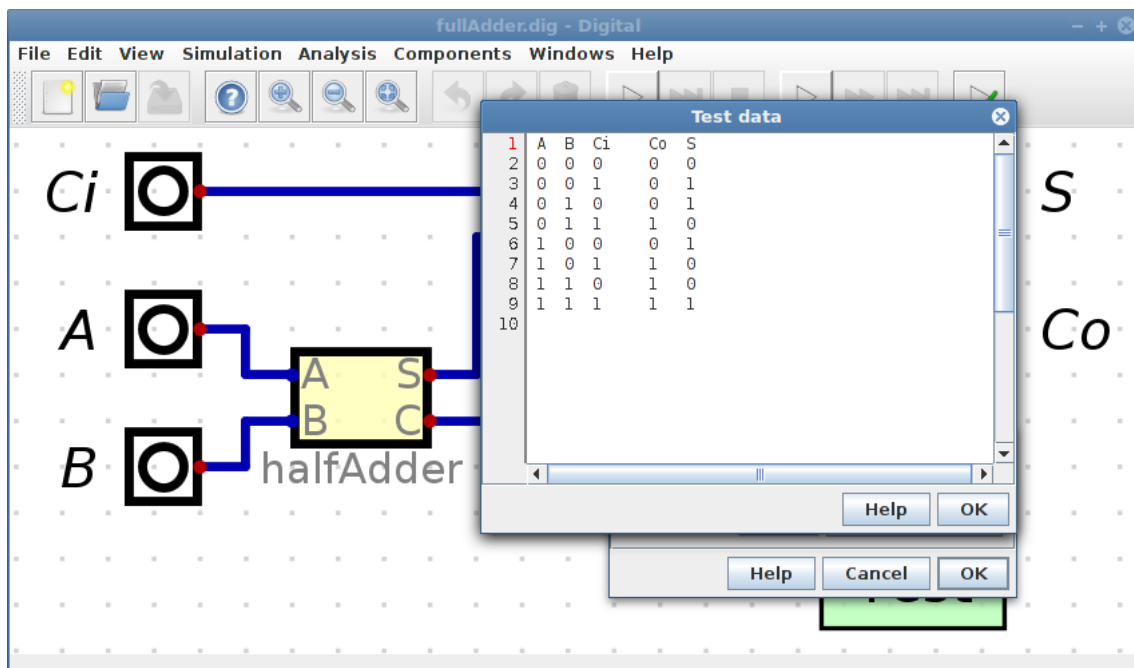 fullAdder.dig - Digital
File Edit View Simulation Analysis Components Windows Help
Test data
1 A B Ci Co S
2 0 0 0 0 0
3 0 0 1 0 1
4 0 1 0 0 1
5 0 1 1 1 0
6 1 0 0 0 1
7 1 0 1 1 0
8 1 1 0 1 0
9 1 1 1 1 1
10
Ci
S
A
Co
A S
B C
B
halfAdder
Help OK
Help Cancel OK
Test